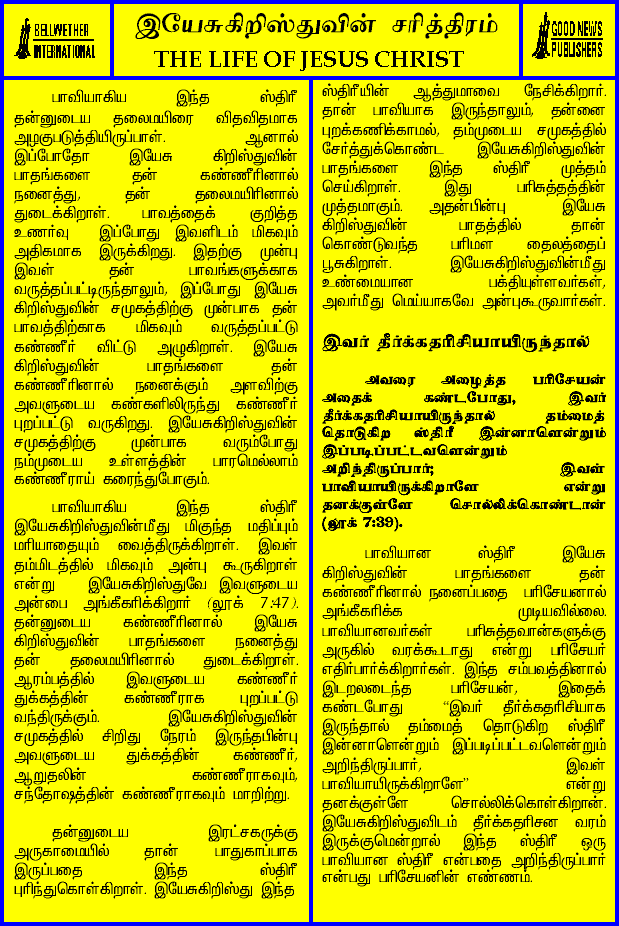 BELLWETHER
INTERNATIONAL
இயேசுகிறிஸ்துவின் சரித்திரம்
THE LIFE OF JESUS CHRIST
GOOD NEWS
PUBLISHERS
பாவியாகிய இந்த ஸ்திரீ
தன்னுடைய தலைமயிரை விதவிதமாக
அழகுபடுத்தியிருப்பாள். ஆனால்
இப்போதோ இயேசு கிறிஸ்துவின்
பாதங்களை தன் கண்ணீரினால்
நனைத்து, தன் தலைமயிரினால்
துடைக்கிறாள். பாவத்தைக் குறித்த
உணர்வு இப்போது இவளிடம் மிகவும்
அதிகமாக இருக்கிறது. இதற்கு முன்பு
இவள் தன் பாவங்களுக்காக
வருத்தப்பட்டிருந்தாலும், இப்போது இயேசு
கிறிஸ்துவின் சமுகத்திற்கு முன்பாக தன்
பாவத்திற்காக மிகவும் வருத்தப்பட்டு
கண்ணீர் விட்டு அழுகிறாள். இயேசு
கிறிஸ்துவின் பாதங்களை தன்
கண்ணீரினால் நனைக்கும் அளவிற்கு
அவளுடைய கண்களிலிருந்து கண்ணீர்
புறப்பட்டு வருகிறது. இயேசுகிறிஸ்துவின்
சமுகத்திற்கு முன்பாக வரும்போது
நம்முடைய உள்ளத்தின் பாரமெல்லாம்
கண்ணீராய் கரைந்துபோகும்.
பாவியாகிய இந்த ஸ்திரீ
இயேசுகிறிஸ்துவின்மீது மிகுந்த மதிப்பும்
மரியாதையும் வைத்திருக்கிறாள். இவள்
தம்மிடத்தில் மிகவும் அன்பு கூருகிறாள்
என்று இயேசுகிறிஸ்துவே இவளுடைய
அன்பை அங்கீகரிக்கிறார் (லூக் 7:47).
தன்னுடைய கண்ணீரினால் இயேசு
கிறிஸ்துவின் பாதங்களை நனைத்து
தன் தலைமயிரினால் துடைக்கிறாள்.
ஆரம்பத்தில் இவளுடைய கண்ணீர்
துக்கத்தின் கண்ணீராக புறப்பட்டு
வந்திருக்கும். இயேசுகிறிஸ்துவின்
சமுகத்தில் சிறிது நேரம் இருந்தபின்பு
அவளுடைய துக்கத்தின் கண்ணீர்,
ஆறுதலின் கண்ணீராகவும்,
சந்தோஷத்தின் கண்ணீராகவும் மாறிற்று.
தன்னுடைய இரட்சகருக்கு
அருகாமையில் தான் பாதுகாப்பாக
இருப்பதை இந்த ஸ்திரீ
புரிந்துகொள்கிறாள். இயேசுகிறிஸ்து இந்த
ஸ்திரீயின் ஆத்துமாவை நேசிக்கிறார்.
தான் பாவியாக இருந்தாலும், தன்னை
புறக்கணிக்காமல், தம்முடைய சமுகத்தில்
சேர்த்துக்கொண்ட இயேசுகிறிஸ்துவின்
பாதங்களை இந்த ஸ்திரீ முத்தம்
செய்கிறாள். இது பரிசுத்தத்தின்
முத்தமாகும். அதன்பின்பு இயேசு
கிறிஸ்துவின் பாதத்தில் தான்
கொண்டுவந்த பரிமள தைலத்தைப்
பூசுகிறாள். இயேசுகிறிஸ்துவின்மீது
உண்மையான பக்தியுள்ளவர்கள்,
அவர்மீது மெய்யாகவே அன்புகூருவார்கள்.
இவர் தீர்க்கதரிசியாயிருந்தால்
அவரை அழைத்த பரிசேயன்
அதைக் கண்டபோது, இவர்
தீர்க்கதரிசியாயிருந்தால் தம்மைத்
தொடுகிற ஸ்திரீ இன்னாளென்றும்
இப்படிப்பட்டவளென்றும்
அறிந்திருப்பார்; இவள்
பாவியாயிருக்கிறாளே என்று
தனக்குள்ளே சொல்லிக்கொண்டான்
(லூக் 7:39).
பாவியான ஸ்திரீ இயேசு
கிறிஸ்துவின் பாதங்களை தன்
கண்ணீரினால் நனைப்பதை பரிசேயனால்
அங்கீகரிக்க முடியவில்லை.
பாவியானவர்கள் பரிசுத்தவான்களுக்கு
அருகில் வரக்கூடாது என்று பரிசேயர்
எதிர்பார்க்கிறார்கள். இந்த சம்பவத்தினால்
இடறலடைந்த பரிசேயன், இதைக்
கண்டபோது "இவர் தீர்க்கதரிசியாக
இருந்தால் தம்மைத் தொடுகிற ஸ்திரீ
இன்னாளென்றும் இப்படிப்பட்டவளென்றும்
அறிந்திருப்பார், இவள்
பாவியாயிருக்கிறாளே" என்று
தனக்குள்ளே சொல்லிக்கொள்கிறான்.
இயேசுகிறிஸ்துவிடம் தீர்க்கதரிசன வரம்
இருக்குமென்றால் இந்த ஸ்திரீ ஒரு
பாவியான ஸ்திரீ என்பதை அறிந்திருப்பார்
என்பது பரிசேயனின் எண்ணம்.